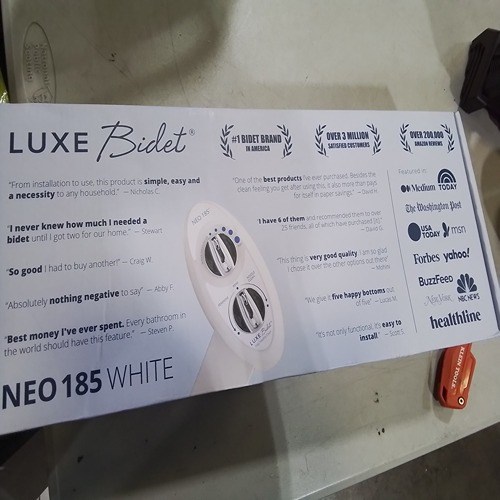 LUXE Bidet®
#1 BIDET BRAND
IN AMERICA
OVER 3 MILLION
SATISFIED CUSTOMERS
OVER 200,000
AMAZON REVIEWS
"From installation to use, this product is simple, easy and
a necessity to any household." — Nicholas C.
"I never knew how much I needed a
bidet until I got two for our home." — Stewart
"So good I had to buy another!" — Craig W.
"Absolutely nothing negative to say" — Abby F.
"Best money I've ever spent. Every bathroom in
the world should have this feature." — Steven P.
NEO 185 WHITE
NEO 185
LUXE Bidet
"One of the best products I've ever purchased. Besides the
clean feeling you get after using this, it also more than pays
for itself in paper savings." — David H.
"I have 6 of them and recommended them to over
25 friends, all of which have purchased
"This thing is very good quality. I am so glad
I chose it over the other options out there"
"We give it five happy bottoms out
of five" — Lucas M.
"It's not only functional, it's easy to
install" — Scott S.
Featured in:
Medium
TODAY
The Washington Post
USA
TODAY
msn
Forbes
yahoo!
BUZZFEED
New York
NBC
NEWS
healthline
KLEIN TOOLS